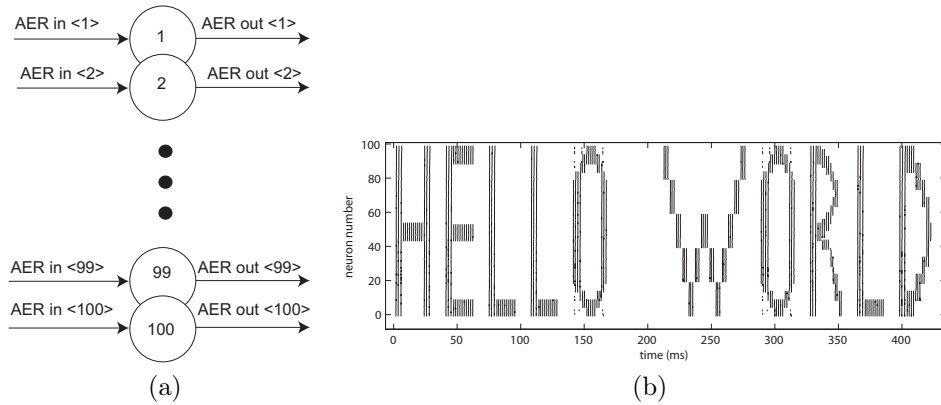 AER in <1>
1
AER out <1>
AER in <2>
2
AER out <2>
AER in <99>
99
AER out <99>
AER in <100>
100
AER out <100>
(a)
neuron number
100
80
60
40
20
0
HELLO WORLD
0 50 100 150 200 250 300 350 400
time (ms)
(b)